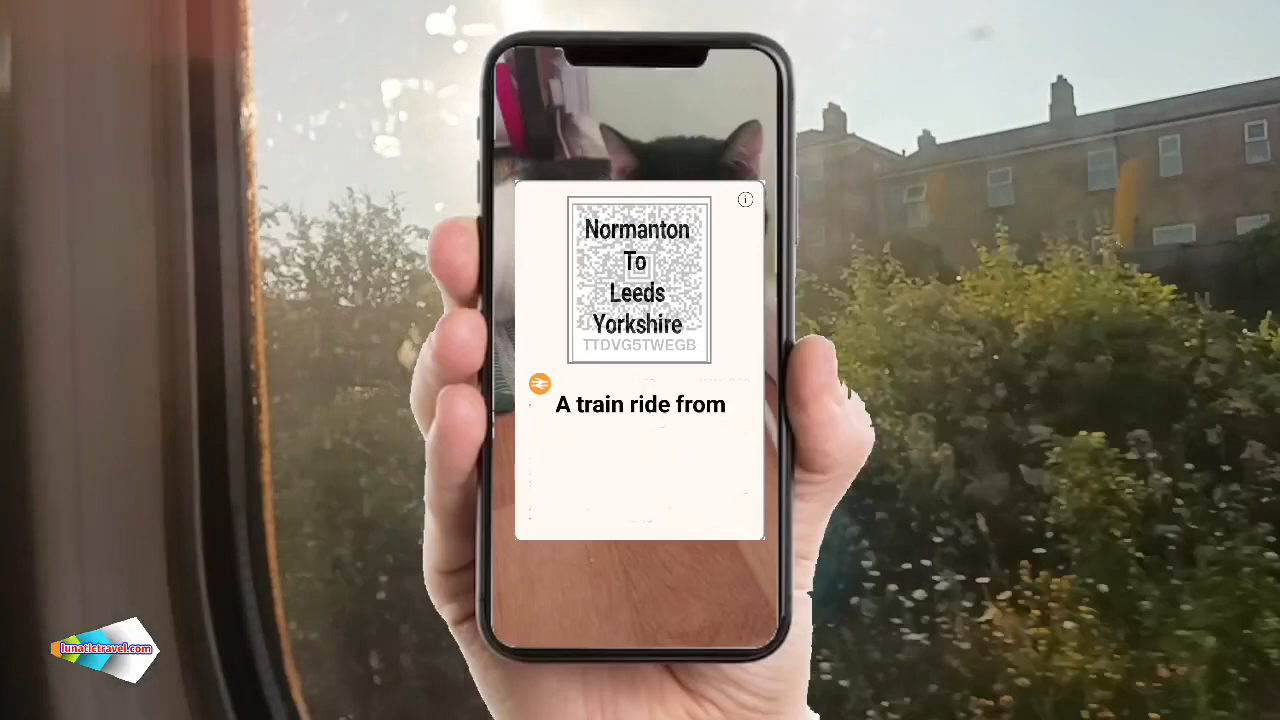 Normanton
To
Leeds
Yorkshire
TTDVG5TWEGB
A train ride from
lunatictravel.com